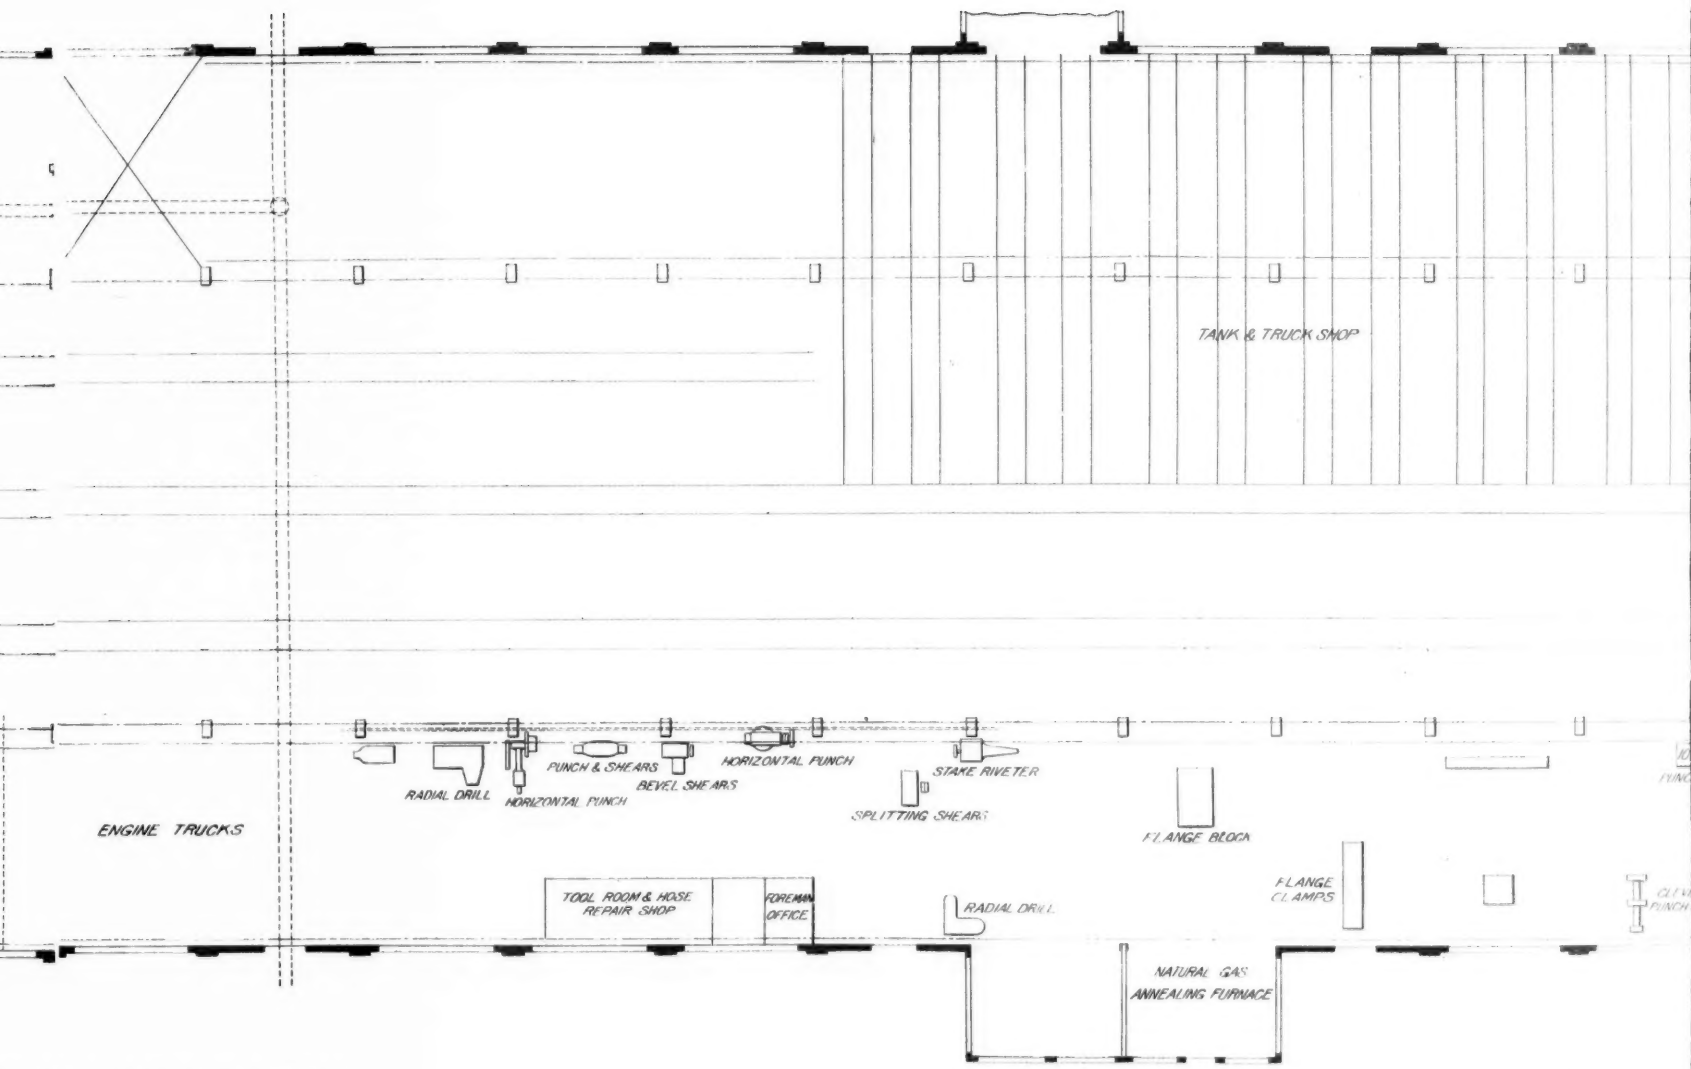 TANK & TRUCK SHOP
PUNCH & SHEARS
HORIZONTAL PUNCH
STAKE RIVETER
BEVEL SHEARS
RADIAL DRILL
HORIZONTAL PUNCH
SPLITTING SHEARS
ENGINE TRUCKS
FLANGE BLOCK
FLANGE
CLAMPS
TOOL ROOM & HOSE
REPAIR SHOP
FOREMAN
OFFICE
RADIAL DRILL
PUNCH
NATURAL GAS
ANNEALING FURNACE